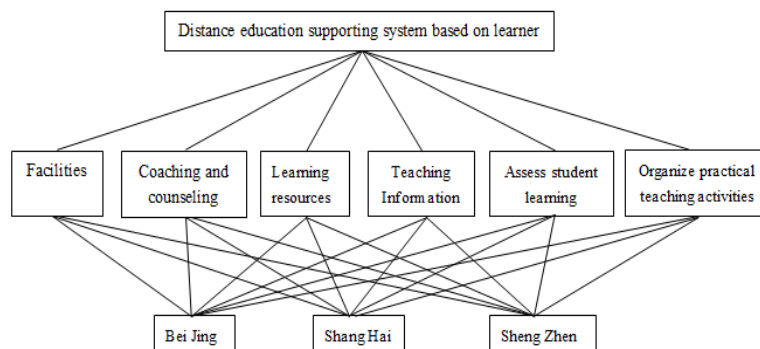 Distance education supporting system based on learner
Facilities
Coaching and
counseling
Learning
resources
Teaching
Information
Assess student
learning
Organize practical
teaching activities
Bei Jing
Shang Hai
Sheng Zhen